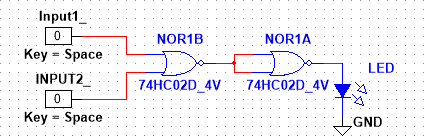 Input1_
0
Key = Space
INPUT2_
0
Key = Space
NOR1B
74HC02D_4V
NOR1A
74HC02D_4V
LED
GND